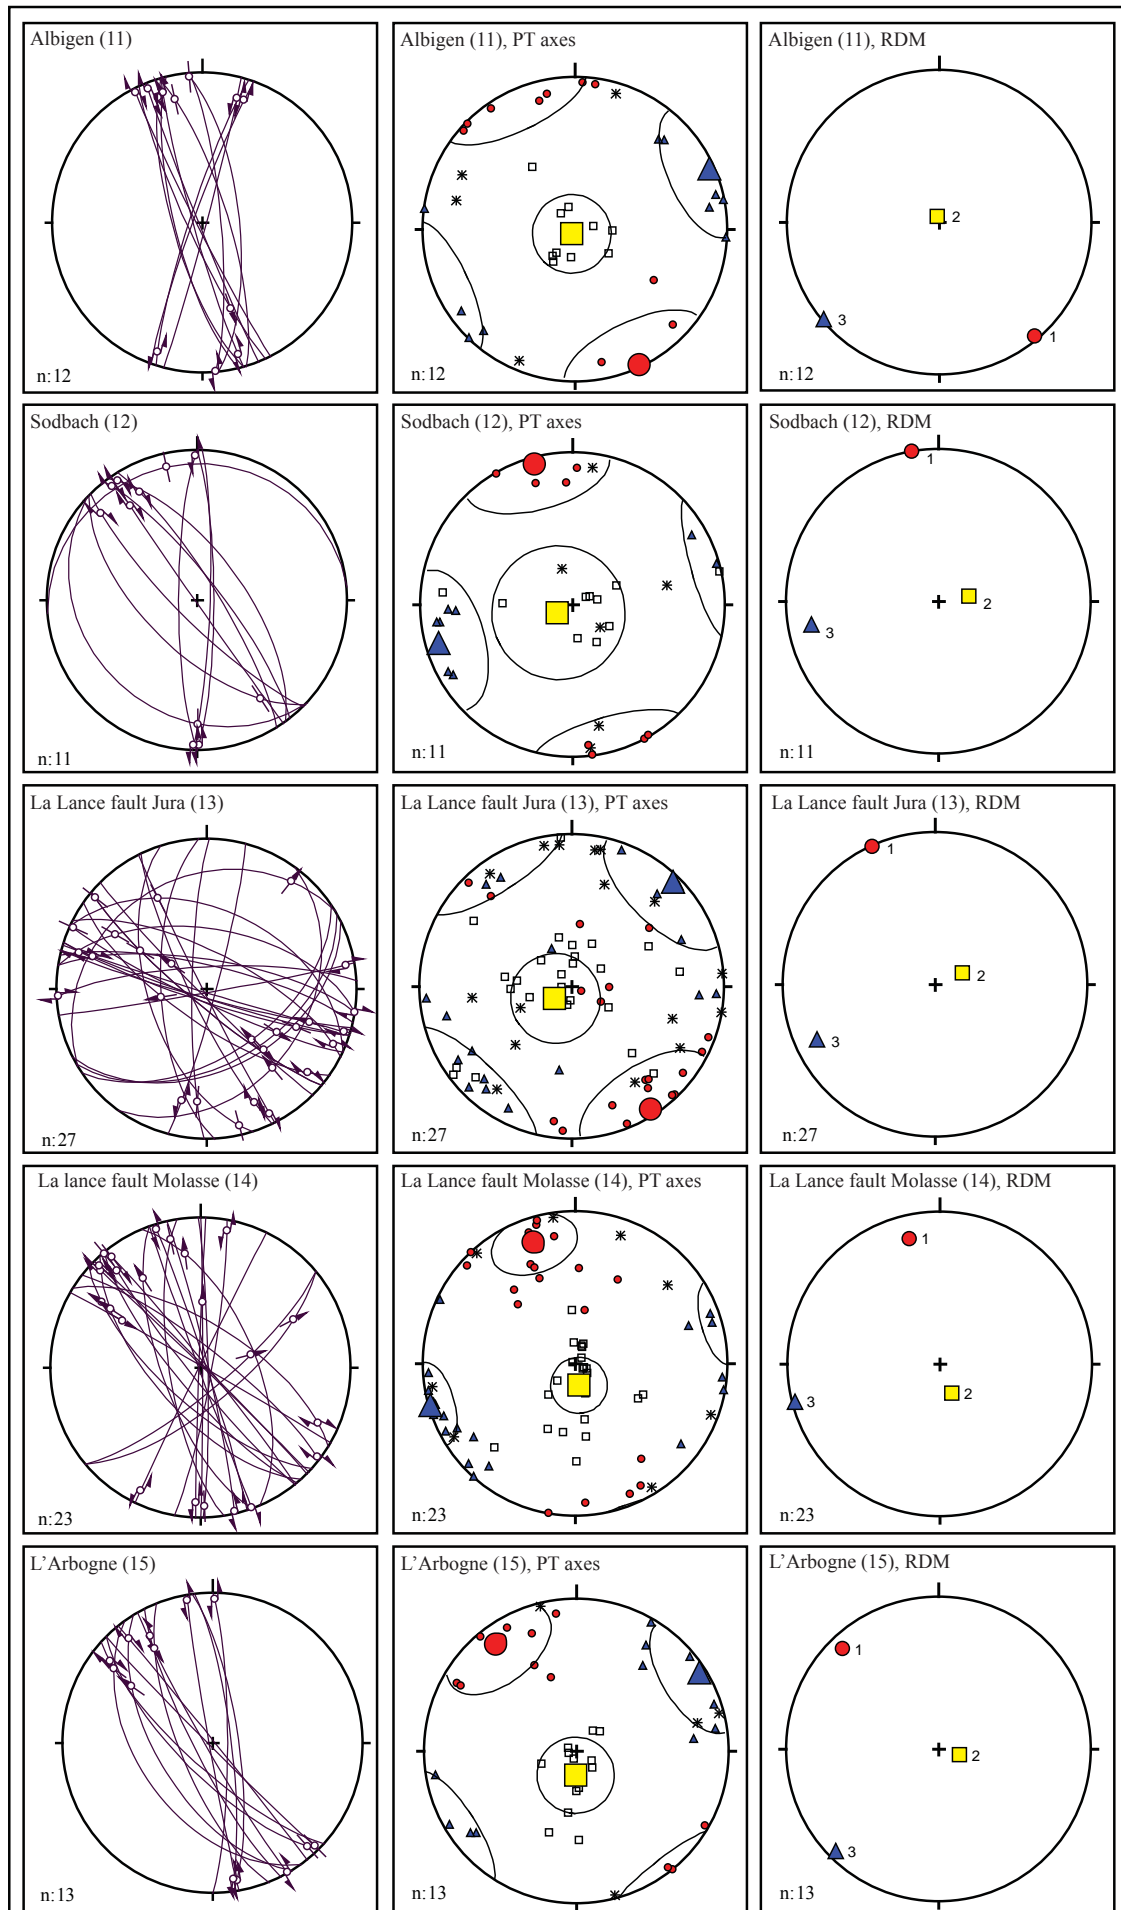 Albigen (11)
n:12
Albigen (11), PT axes
n:12
Albigen (11), RDM
2
3
1
n:12
Sodbach (12)
n:11
Sodbach (12), PT axes
n:11
Sodbach (12), RDM
1
2
3
n:11
La Lance fault Jura (13)
n:27
La Lance fault Jura (13), PT axes
n:27
La Lance fault Jura (13), RDM
1
2
3
n:27
La lance fault Molasse (14)
n:23
La Lance fault Molasse (14), PT axes
n:23
La Lance fault Molasse (14), RDM
1
2
3
n:23
L’Arbogne (15)
n:13
L’Arbogne (15), PT axes
n:13
L’Arbogne (15), RDM
1
2
3
n:13